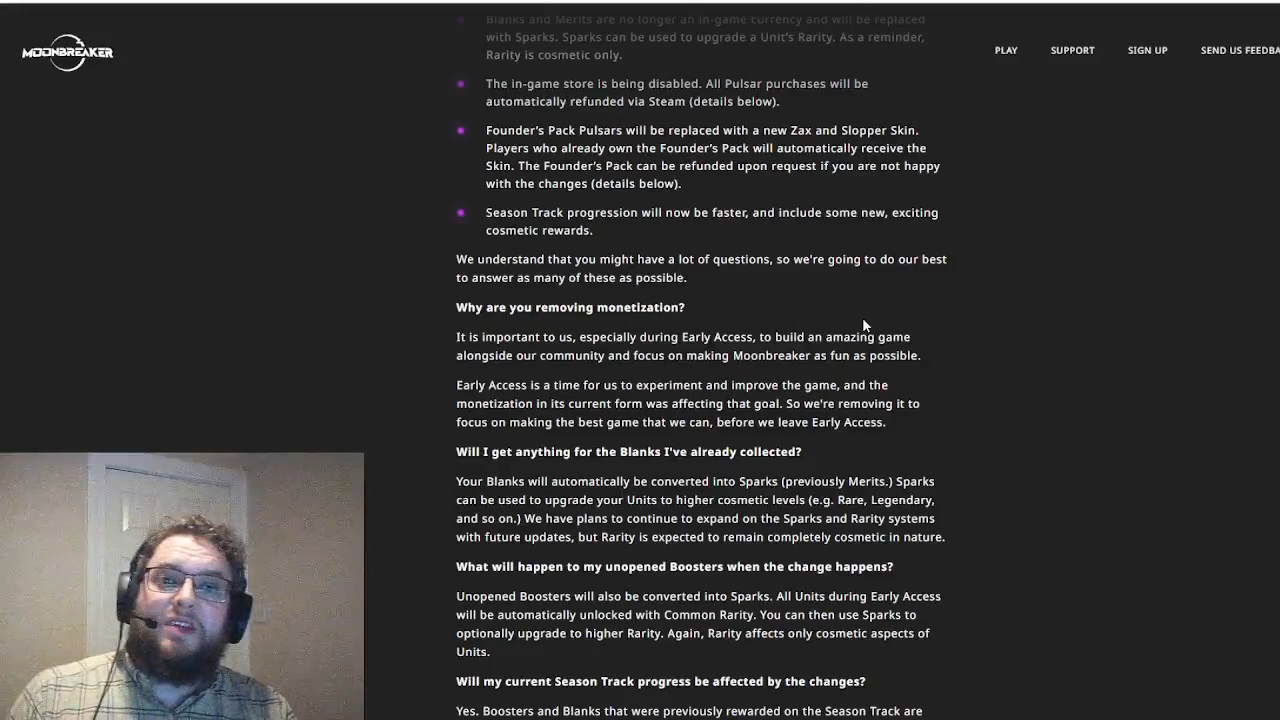 Blanks and Merits are no longer an in-game currency and will be replaced
with Sparks. Sparks can be used to upgrade a Unit's Rarity. As a reminder,
Rarity is cosmetic only.
MOONBREAKER
PLAY
SUPPORT
SIGN UP
SEND US FEEDBA
The in-game store is being disabled. All Pulsar purchases will be
automatically refunded via Steam (details below).
Founder's Pack Pulsars will be replaced with a new Zax and Slopper Skin.
Players who already own the Founder's Pack will automatically receive the
Skin. The Founder's Pack can be refunded upon request if you are not happy
with the changes (details below).
Season Track progression will now be faster, and include some new, exciting
cosmetic rewards.
We understand that you might have a lot of questions, so we're going to do our best
to answer as many of these as possible.
Why are you removing monetization?
It is important to us, especially during Early Access, to build an amazing game
alongside our community and focus on making Moonbreaker as fun as possible.
Early Access is a time for us to experiment and improve the game, and the
monetization in its current form was affecting that goal. So we're removing it to
focus on making the best game that we can, before we leave Early Access.
Will I get anything for the Blanks I've already collected?
Your Blanks will automatically be converted into Sparks (previously Merits.) Sparks
can be used to upgrade your Units to higher cosmetic levels (e.g. Rare, Legendary,
and so on.) We have plans to continue to expand on the Sparks and Rarity systems
with future updates, but Rarity is expected to remain completely cosmetic in nature.
What will happen to my unopened Boosters when the change happens?
Unopened Boosters will also be converted into Sparks. All Units during Early Access
will be automatically unlocked with Common Rarity. You can then use Sparks to
optionally upgrade to higher Rarity. Again, Rarity affects only cosmetic aspects of
Units.
Will my current Season Track progress be affected by the changes?
Yes. Boosters and Blanks that were previously rewarded on the Season Track are